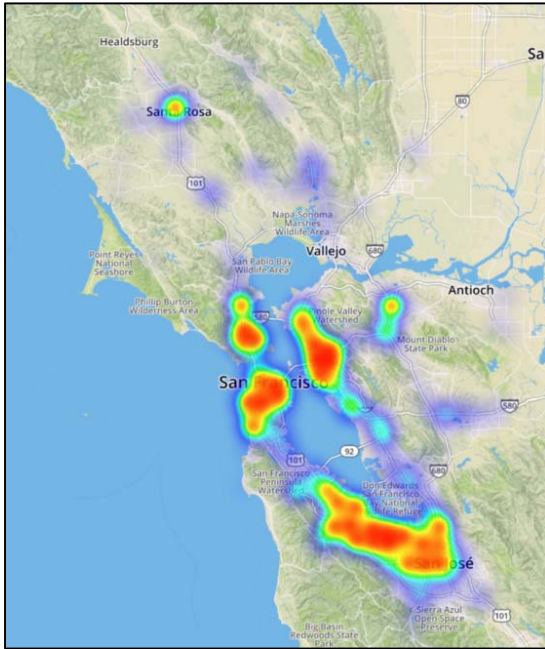 Healdsburg
Sa
80
Santa Rosa
101
Napa-Sonoma
Marshes
Wildlife Area
Vallejo
680
Point Reyes
National
Seashore
San Pablo Bay
Wildlife Area
Antioch
Phillip Burton
Wilderness Area
Pinole Valley
Watershed
Mount Diablo
State Park
San Francisco
580
92
101
San Francisco
Peninsula
Watershed
680
Don Edwards
San Francisco
Bay National
Wildlife Refuge
San José
Sierra Azul
Open Space
Preserve
101
Big Basin
Redwoods State
Park